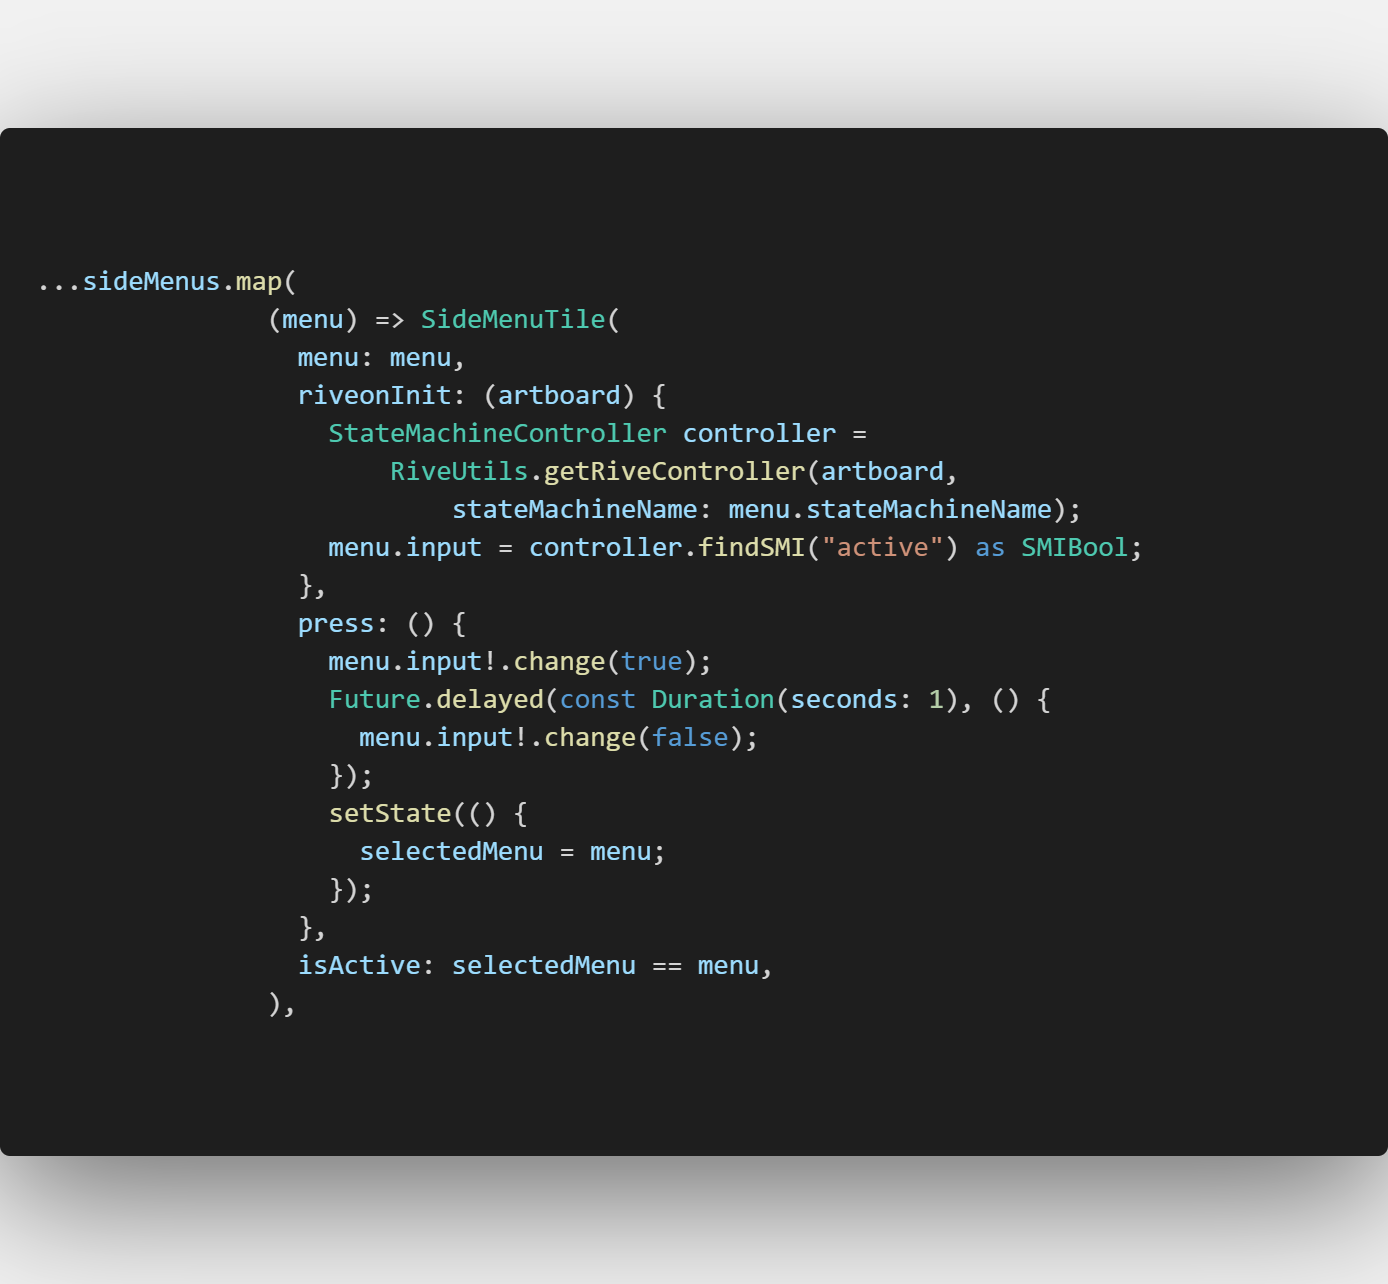 ...sideMenus.map(
(menu) => SideMenuTile(
menu: menu,
riveonInit: (artboard) {
StateMachineController controller =
RiveUtils.getRiveController(artboard,
stateMachineName: menu.stateMachineName);
menu.input = controller.findSMI("active") as SMIBool;
},
press: () {
menu.input!.change(true);
Future.delayed(const Duration(seconds: 1), () {
menu.input!.change(false);
});
setState(() {
selectedMenu = menu;
});
},
isActive: selectedMenu == menu,
),